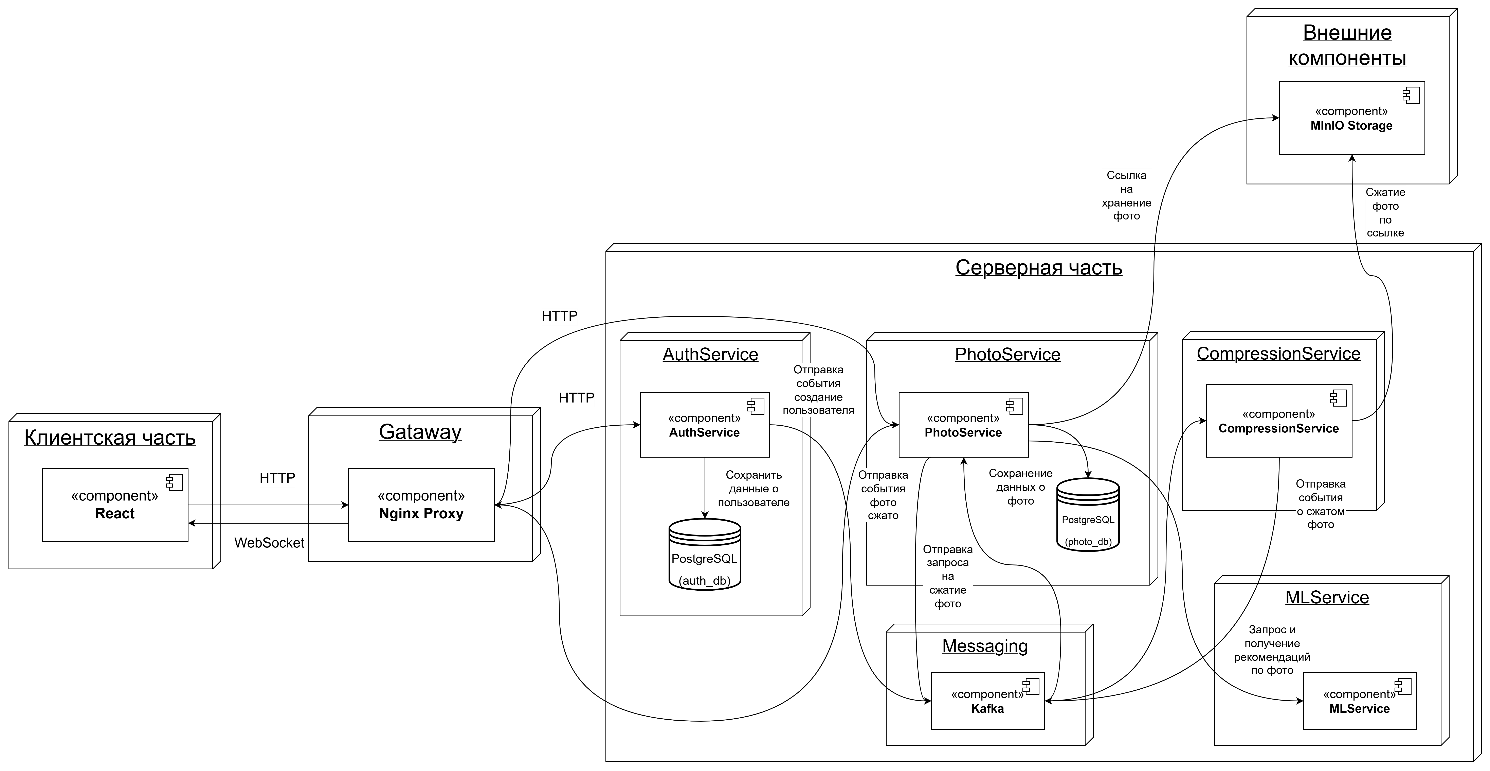 Внешние
компоненты
«component»
MinIO Storage
Ссылка
на
хранение
фото
Сжатие
фото
по
ссылке
Серверная часть
HTTP
AuthService
«component»
AuthService
Сохранить
данные о
пользователе
PostgreSQL
(auth_db)
Отправка
события
создание
пользователя
PhotoService
«component»
PhotoService
Отправка
события
фото
сжато
Сохранение
данных о
фото
PostgreSQL
(photo_db)
Отправка
запроса
на
сжатие
фото
CompressionService
«component»
CompressionService
Отправка
события
о сжатом
фото
HTTP
Клиентская часть
«component»
React
HTTP
WebSocket
Gataway
«component»
Nginx Proxy
Messaging
«component»
Kafka
MLService
Запрос и
получение
рекомендаций
по фото
«component»
MLService